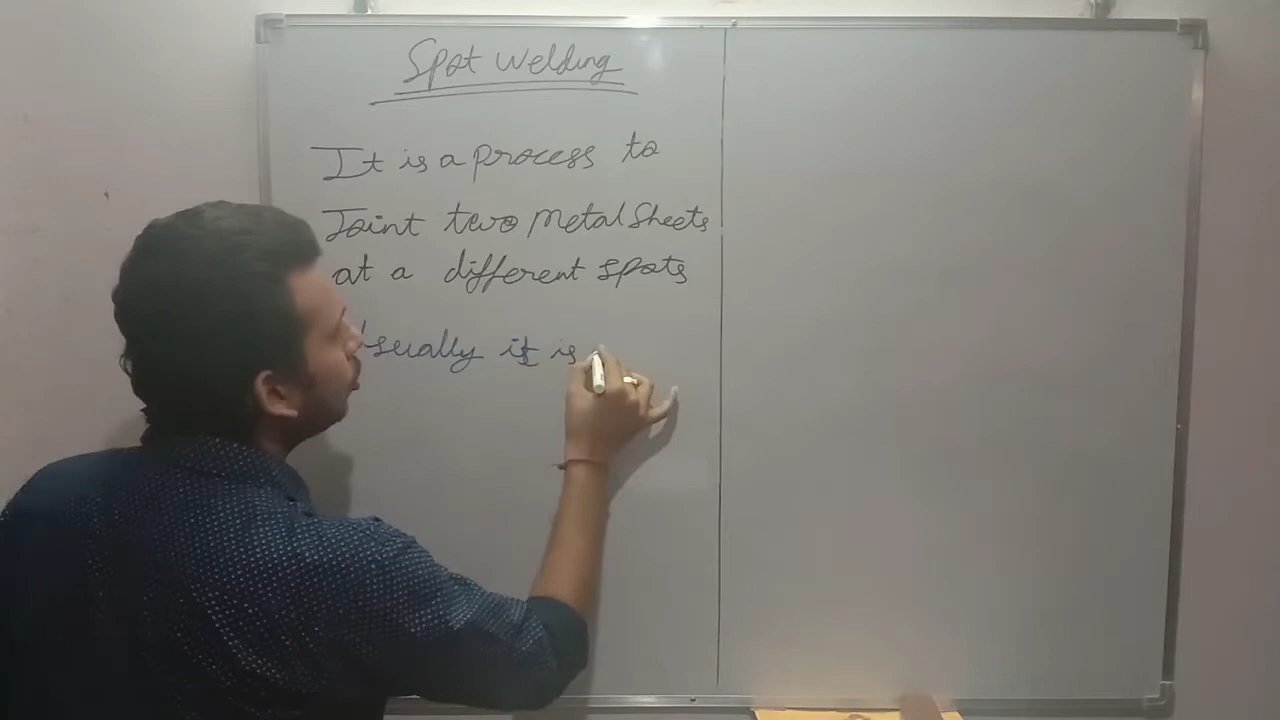 Spot Welding
It is a process to
Joint two Metal Sheets
at a different spots
Usually it is